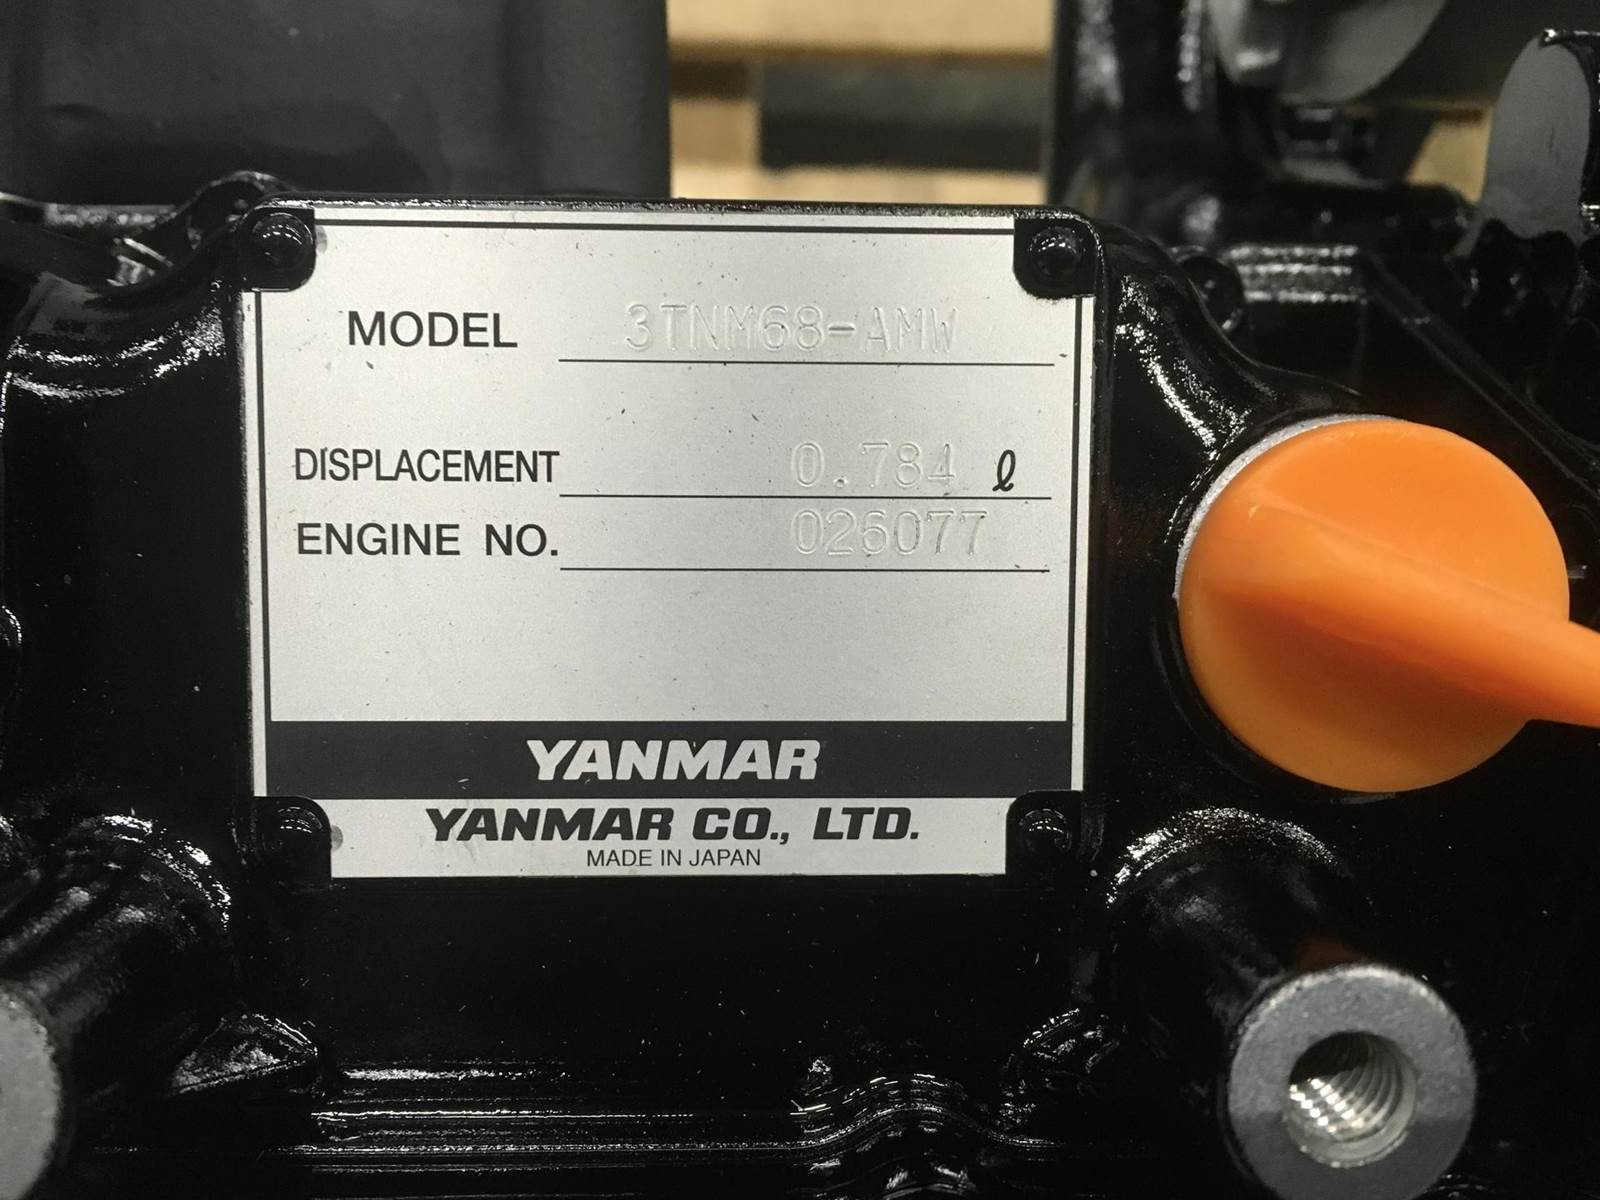 MODEL 3TNM68-AMW
DISPLACEMENT 0.784 ℓ
ENGINE NO. 026077
YANMAR
YANMAR CO., LTD.
MADE IN JAPAN